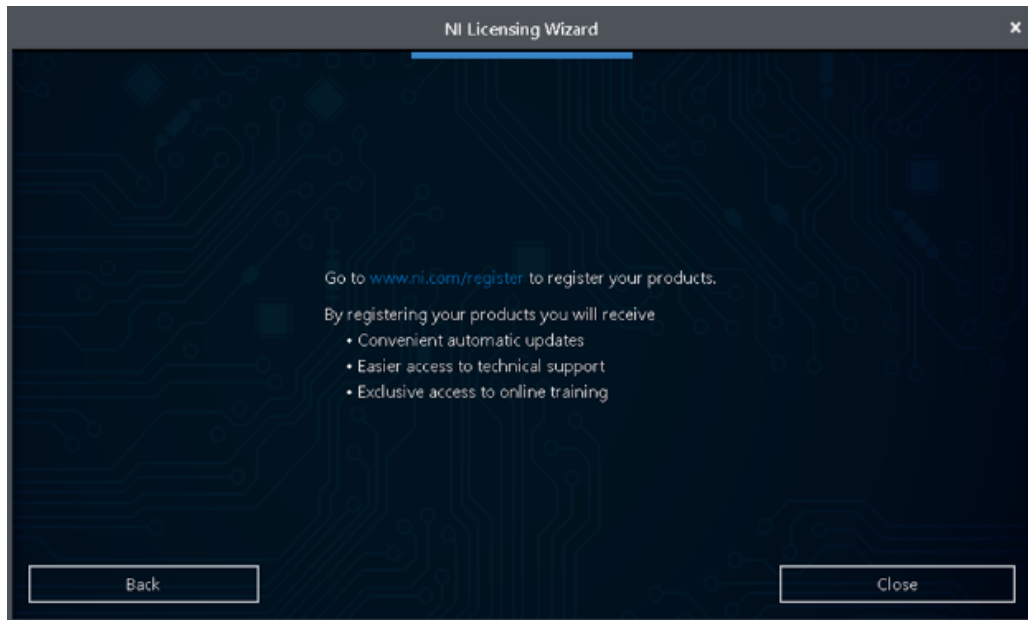 NI Licensing Wizard
Go to www.ni.com/register to register your products.
By registering your products you will receive
• Convenient automatic updates
• Easier access to technical support
• Exclusive access to online training
Back
Close